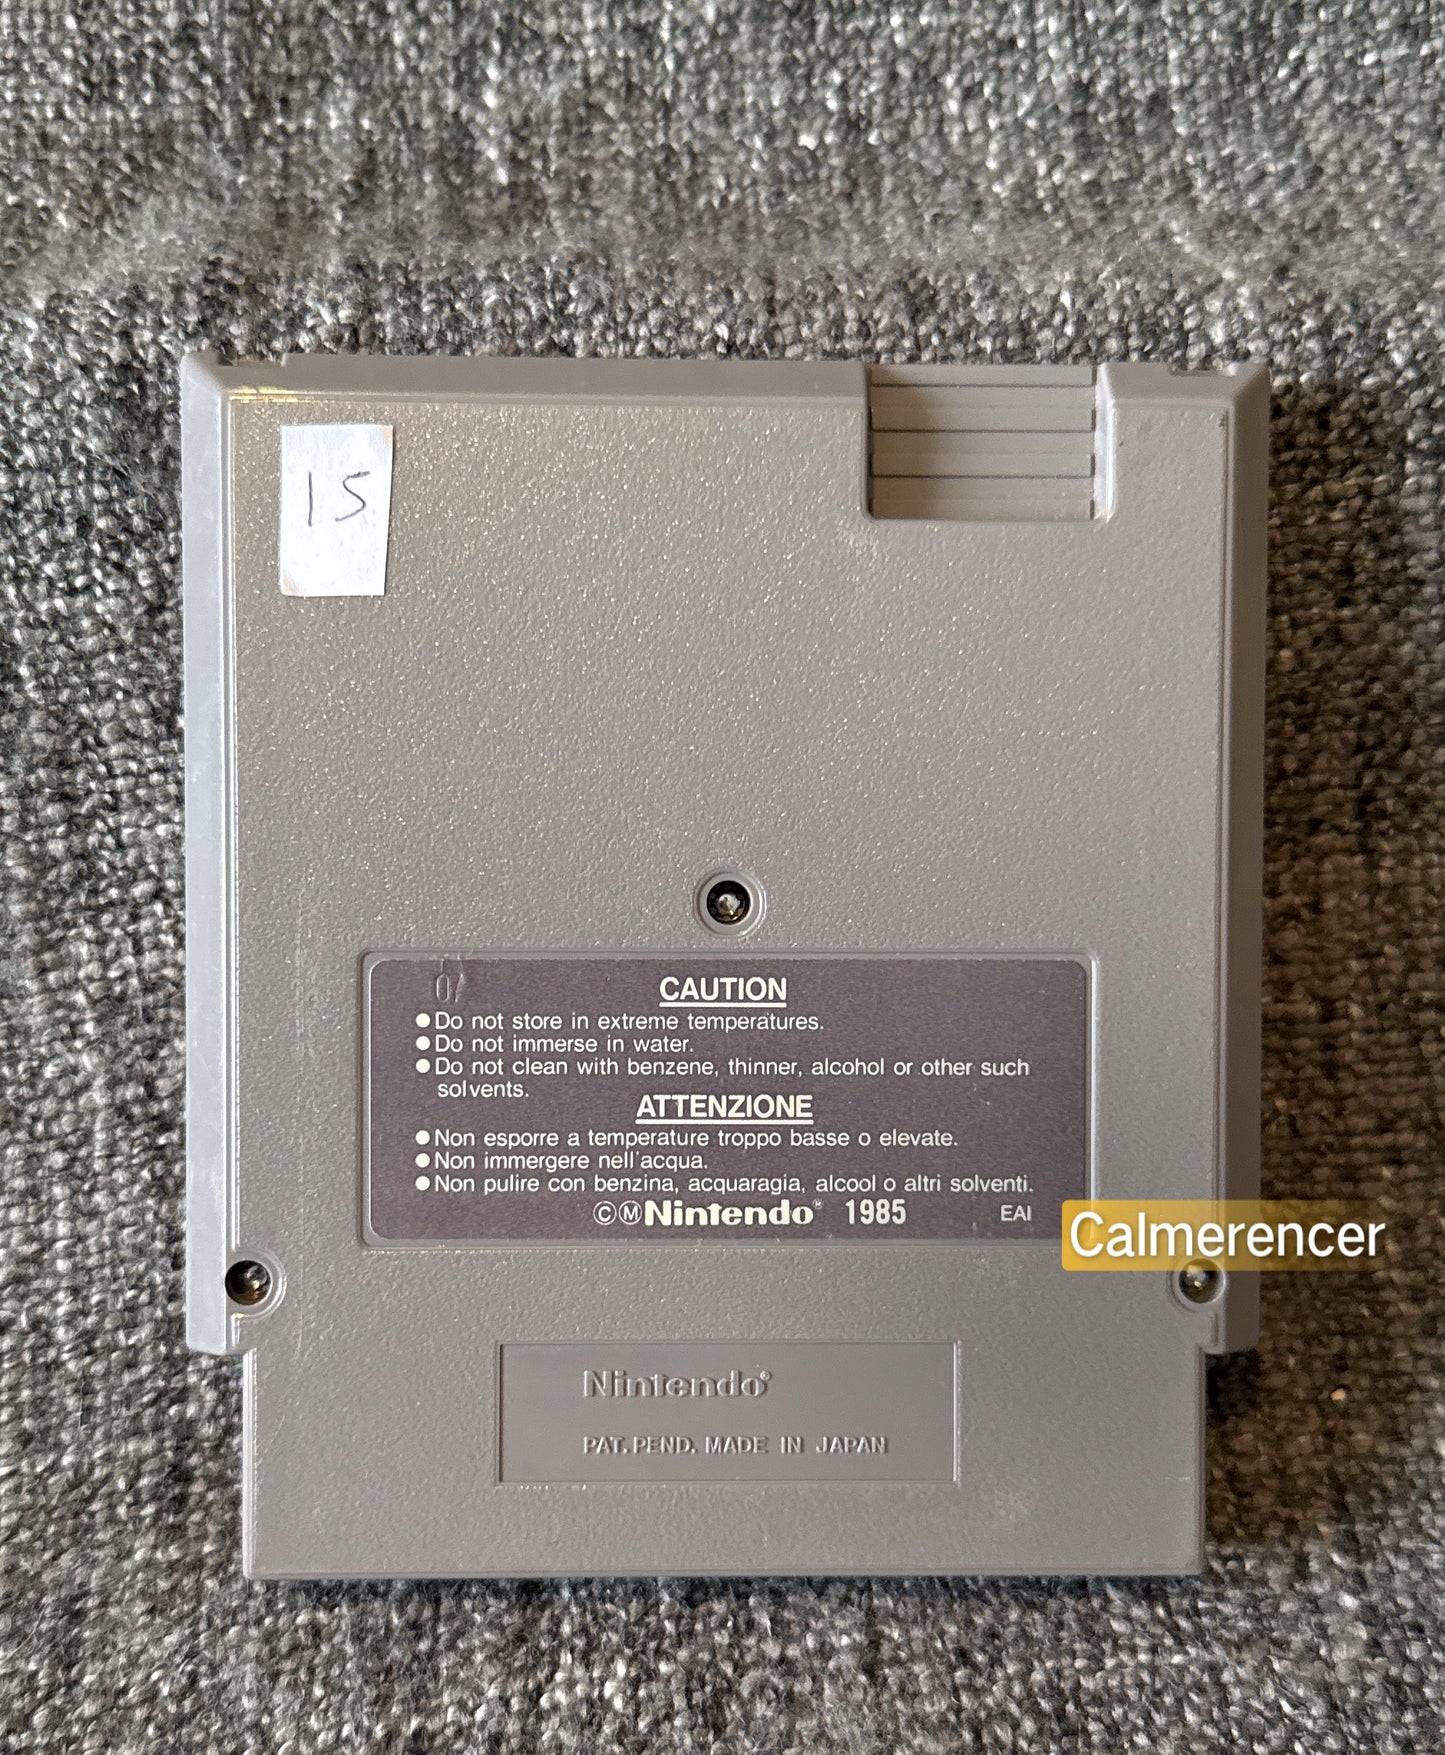 15
07
CAUTION
●Do not store in extreme temperatures.
●Do not immerse in water.
●Do not clean with benzene, thinner, alcohol or other such
solvents.
ATTENZIONE
●Non esporre a temperature troppo basse o elevate.
●Non immergere nell'acqua.
●Non pulire con benzina, acquaragia, alcool o altri solventi.
©ⓂNintendo® 1985 EAI
Calmerencer
Nintendo®
PAT. PEND. MADE IN JAPAN